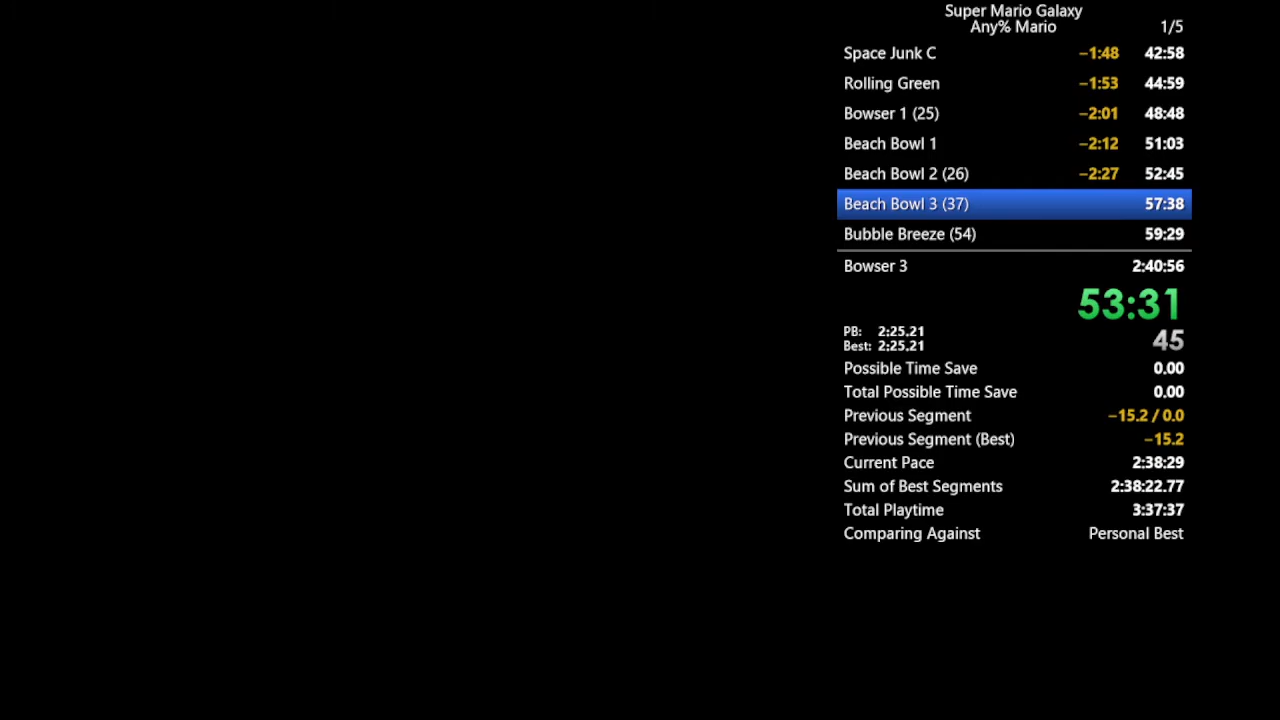 Super Mario Galaxy
Any% Mario 1/5
Space Junk C −1:48 42:58
Rolling Green −1:53 44:59
Bowser 1 (25) −2:01 48:48
Beach Bowl 1 −2:12 51:03
Beach Bowl 2 (26) −2:27 52:45
Beach Bowl 3 (37) 57:38
Bubble Breeze (54) 59:29
Bowser 3 2:40:56
53:31
PB: 2:25.21
Best: 2:25.21
45
Possible Time Save 0.00
Total Possible Time Save 0.00
Previous Segment −15.2 / 0.0
Previous Segment (Best) −15.2
Current Pace 2:38:29
Sum of Best Segments 2:38:22.77
Total Playtime 3:37:37
Comparing Against Personal Best